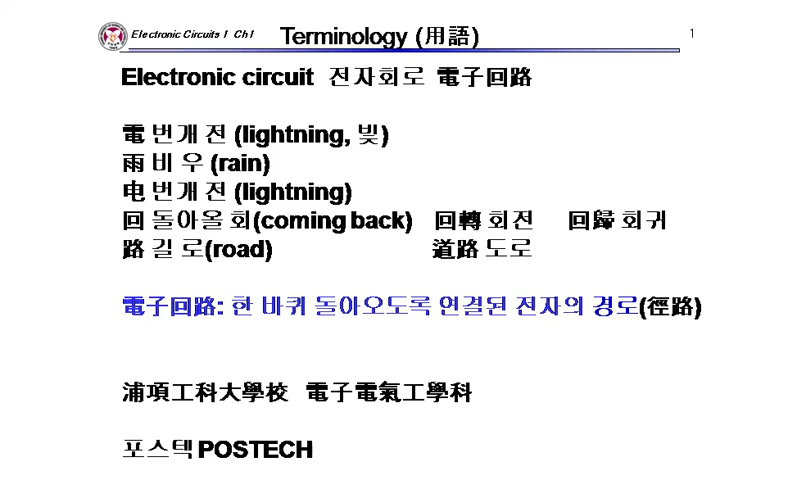 Electronic Circuits 1 Ch1
Terminology (用語)
1
Electronic circuit 전자회로 電子回路
電 번개 전 (lightning, 빛)
雨 비 우 (rain)
电 번개 전 (lightning)
回 돌아올 회(coming back) 回轉 회전 回歸 회귀
路 길 로(road) 道路 도로
電子回路: 한 바퀴 돌아오도록 연결된 전자의 경로(徑路)
浦項工科大學校 電子電氣工學科
포스텍 POSTECH